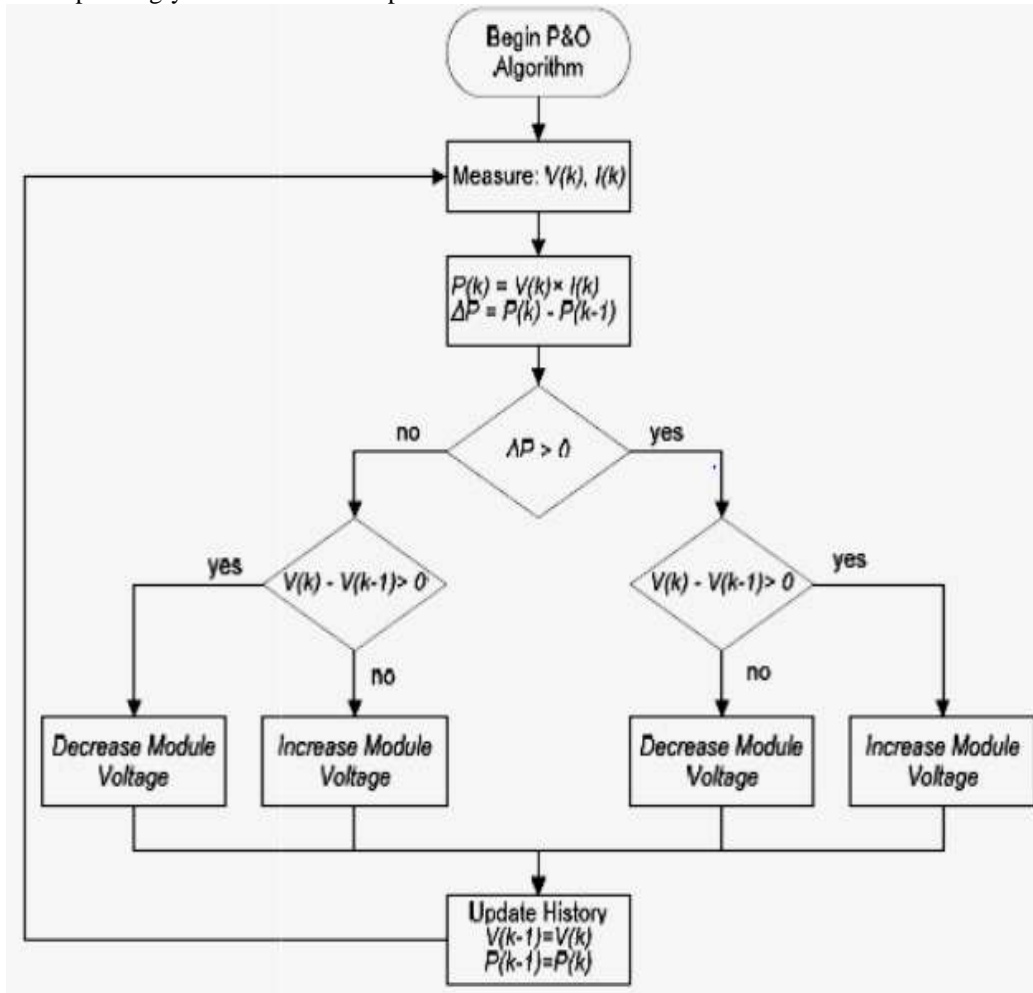 Begin P&O
Algorithm
Measure: V(k), I(k)
P(k) = V(k)× I(k)
ΔP = P(k) - P(k-1)
no
yes
ΔP > 0
yes
V(k) - V(k-1)> 0
V(k) - V(k-1)> 0
yes
no
no
Decrease Module
Voltage
Increase Module
Voltage
Decrease Module
Voltage
Increase Module
Voltage
Update History
V(k-1)=V(k)
P(k-1)=P(k)